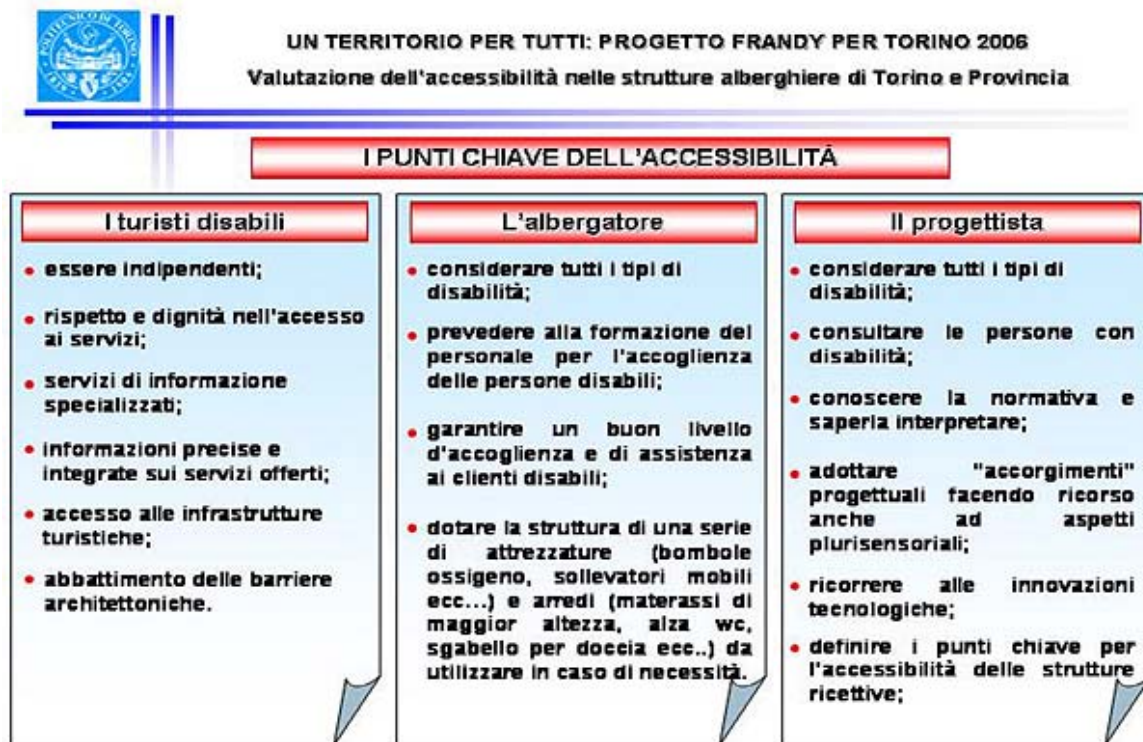 POLITECNICO DI TORINO
UN TERRITORIO PER TUTTI: PROGETTO FRANDY PER TORINO 2006
Valutazione dell'accessibilità nelle strutture alberghiere di Torino e Provincia
I PUNTI CHIAVE DELL'ACCESSIBILITÀ
I turisti disabili
• essere indipendenti;
• rispetto e dignità nell'accesso
ai servizi;
• servizi di informazione
specializzati;
• informazioni precise e
integrate sui servizi offerti;
• accesso alle infrastrutture
turistiche;
• abbattimento delle barriere
architettoniche.
L'albergatore
• considerare tutti i tipi di
disabilità;
• prevedere alla formazione del
personale per l'accoglienza
delle persone disabili;
• garantire un buon livello
d'accoglienza e di assistenza
ai clienti disabili;
• dotare la struttura di una serie
di attrezzature (bombole
ossigeno, sollevatori mobili
ecc...) e arredi (materassi di
maggior altezza, alza wc,
sgabello per doccia ecc..) da
utilizzare in caso di necessità.
Il progettista
• considerare tutti i tipi di
disabilità;
• consultare le persone con
disabilità;
• conoscere la normativa e
saperla interpretare;
• adottare "accorgimenti"
progettuali facendo ricorso
anche ad aspetti
plurisensoriali;
• ricorrere alle innovazioni
tecnologiche;
• definire i punti chiave per
l'accessibilità delle strutture
ricettive;